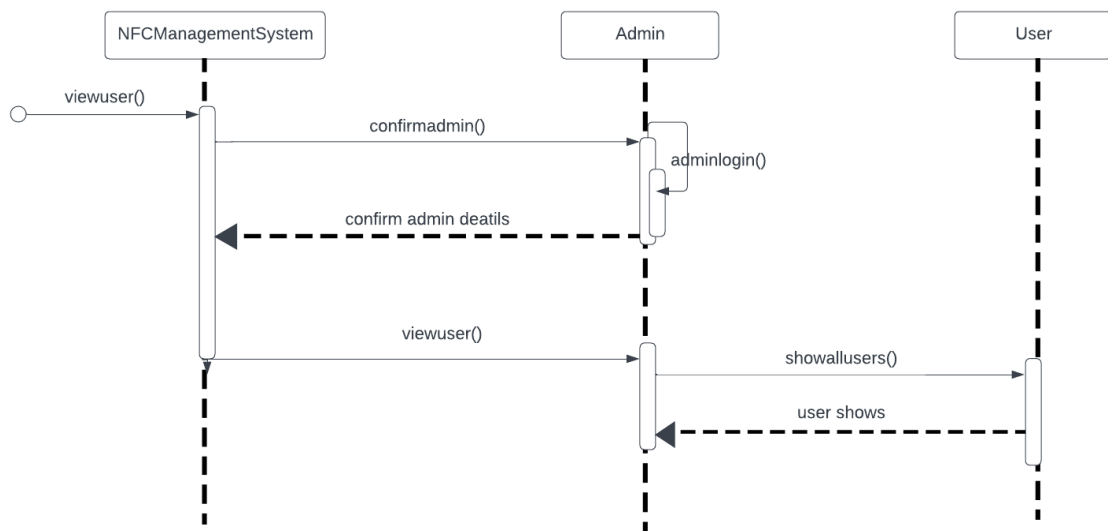 NFCManagementSystem
Admin
User
viewuser()
confirmadmin()
adminlogin()
confirm admin deatils
viewuser()
showallusers()
user shows